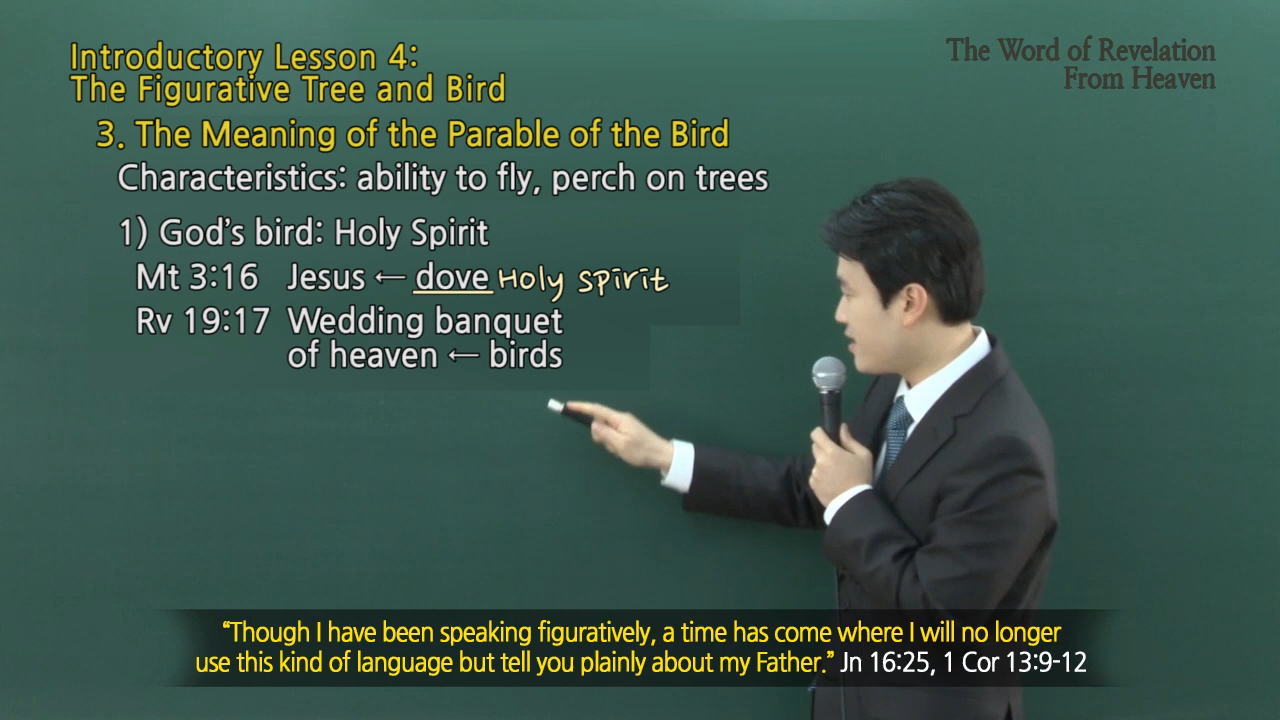 Introductory Lesson 4:
The Figurative Tree and Bird
The Word of Revelation
From Heaven
3. The Meaning of the Parable of the Bird
Characteristics: ability to fly, perch on trees
1) God's bird: Holy Spirit
Mt 3:16 Jesus ← dove Holy Spirit
Rv 19:17 Wedding banquet
of heaven ← birds
“Though I have been speaking figuratively, a time has come where I will no longer
use this kind of language but tell you plainly about my Father.” Jn 16:25, 1 Cor 13:9-12